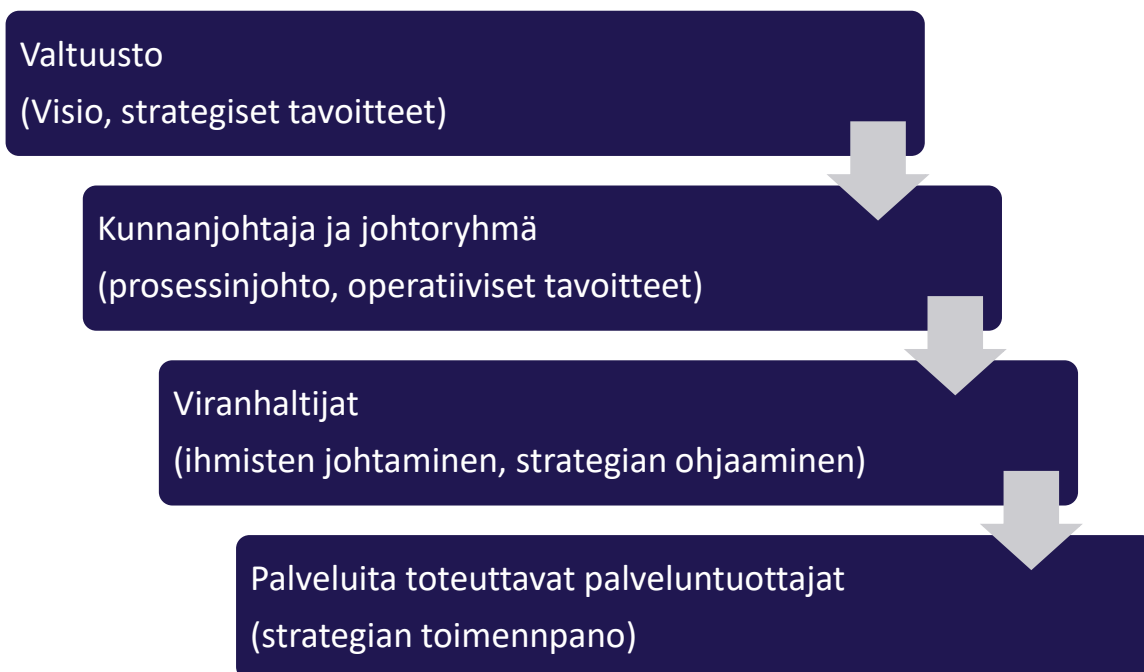 Valtuusto
(Visio, strategiset tavoitteet)
Kunnanjohtaja ja johtoryhmä
(prosessinjohto, operatiiviset tavoitteet)
Viranhaltijat
(ihmisten johtaminen, strategian ohjaaminen)
Palveluita toteuttavat palveluntuottajat
(strategian toimennpano)